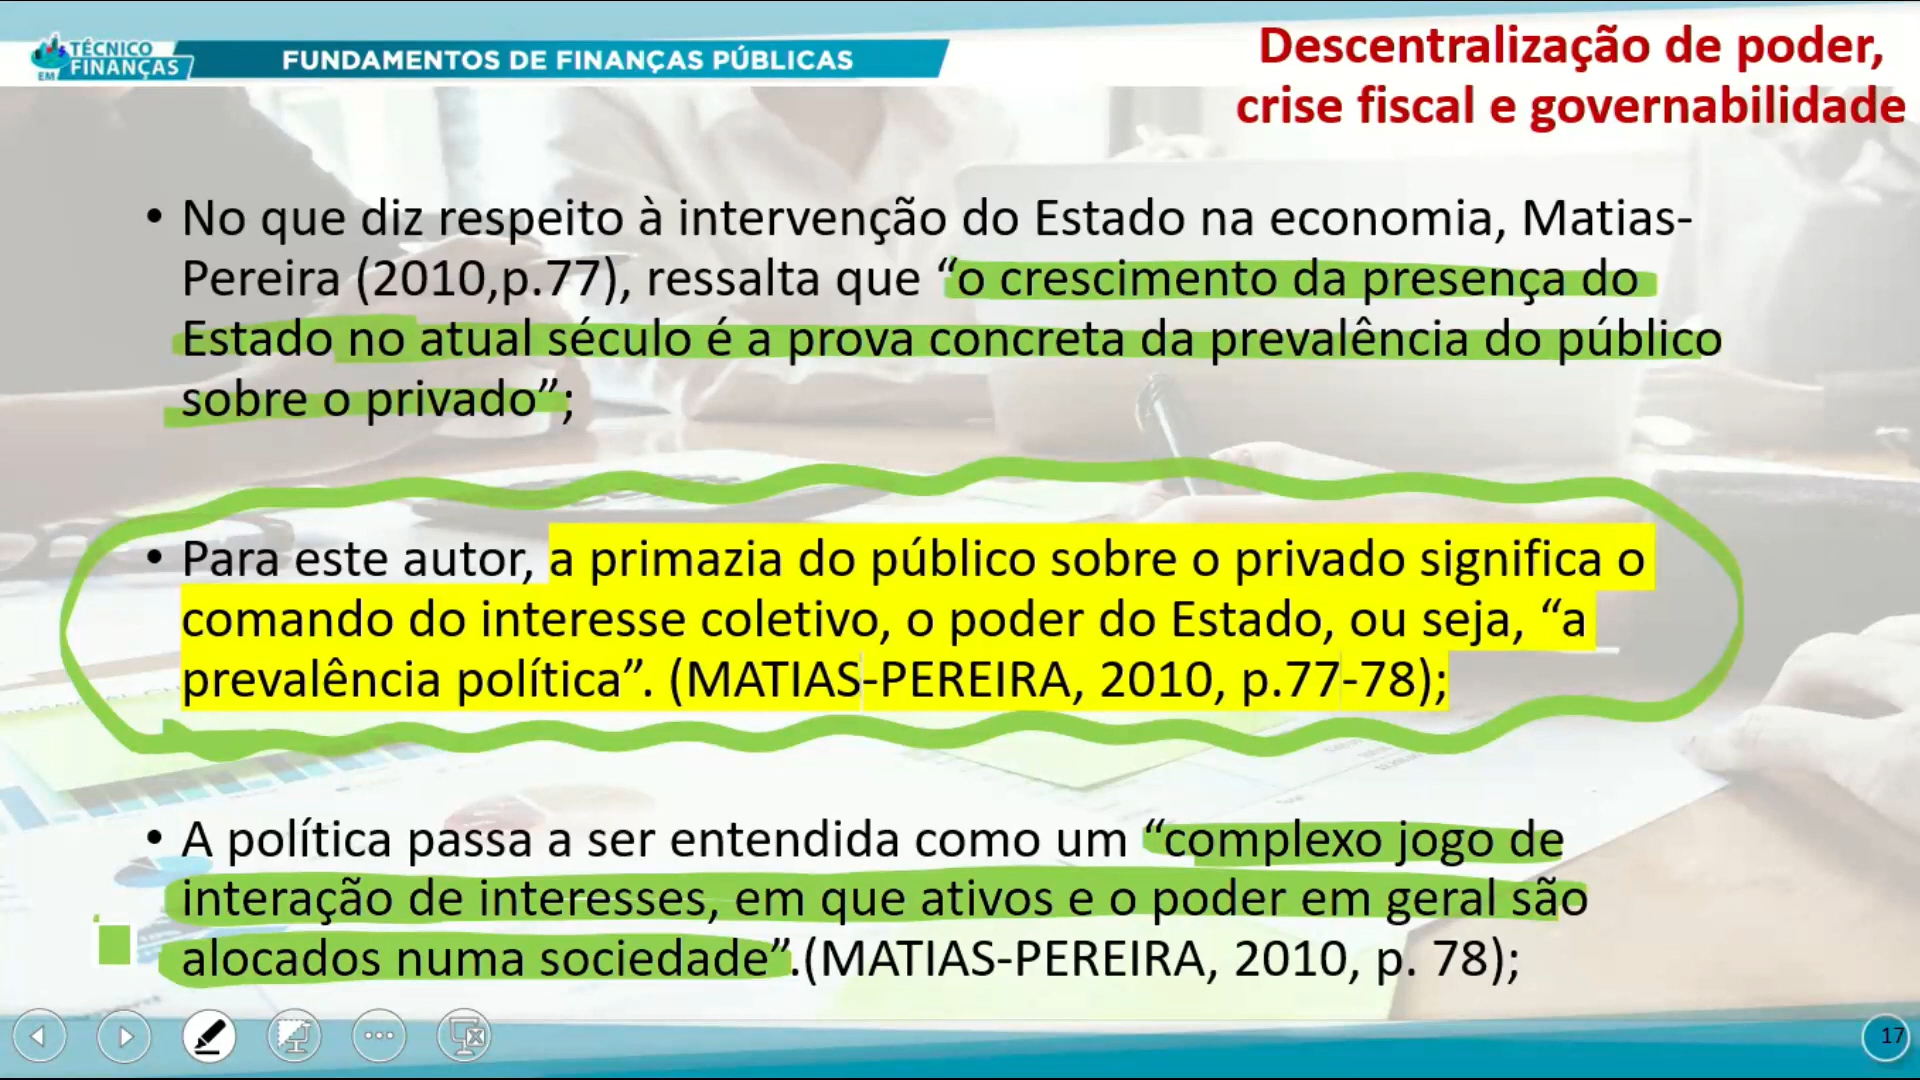 TÉCNICO
EM FINANÇAS
FUNDAMENTOS DE FINANÇAS PÚBLICAS
Descentralização de poder,
crise fiscal e governabilidade
• No que diz respeito à intervenção do Estado na economia, Matias-
Pereira (2010,p.77), ressalta que “o crescimento da presença do
Estado no atual século é a prova concreta da prevalência do público
sobre o privado”;
• Para este autor, a primazia do público sobre o privado significa o
comando do interesse coletivo, o poder do Estado, ou seja, “a
prevalência política”. (MATIAS-PEREIRA, 2010, p.77-78);
• A política passa a ser entendida como um “complexo jogo de
interação de interesses, em que ativos e o poder em geral são
alocados numa sociedade”.(MATIAS-PEREIRA, 2010, p. 78);
17